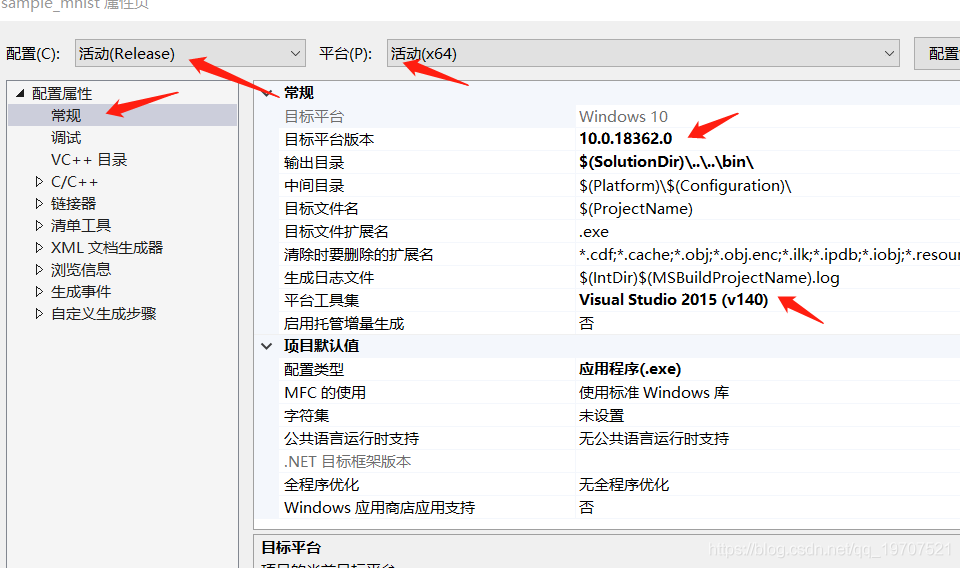 sample_mnist 属性页
配置(C): 活动(Release) 平台(P): 活动(x64) 配置
配置属性
常规
调试
VC++ 目录
C/C++
链接器
清单工具
XML 文档生成器
浏览信息
生成事件
自定义生成步骤
常规
目标平台 Windows 10
目标平台版本 10.0.18362.0
输出目录 $(SolutionDir)\..\..\bin\
中间目录 $(Platform)\$(Configuration)\
目标文件名 $(ProjectName)
目标文件扩展名 .exe
清除时要删除的扩展名 *.cdf;*.cache;*.obj;*.obj.enc;*.ilk;*.ipdb;*.iobj;*.resour
生成日志文件 $(IntDir)$(MSBuildProjectName).log
平台工具集 Visual Studio 2015 (v140)
启用托管增量生成 否
项目默认值
配置类型 应用程序(.exe)
MFC 的使用 使用标准 Windows 库
字符集 未设置
公共语言运行时支持 无公共语言运行时支持
.NET 目标框架版本
全程序优化 无全程序优化
Windows 应用商店应用支持 否
目标平台
项目的当前目标平台
https://blog.csdn.net/qq_19707521